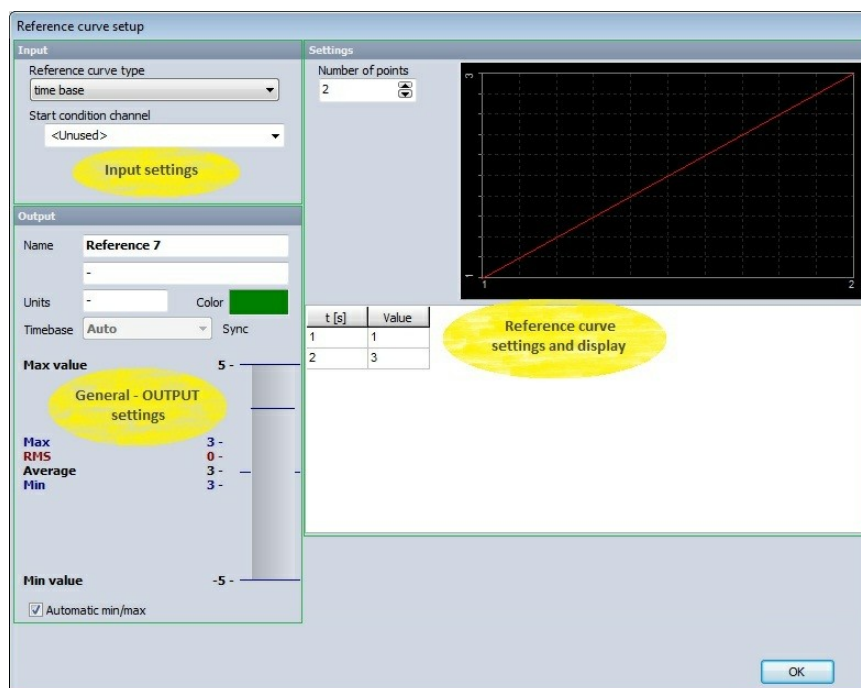 Reference curve setup
Input
Reference curve type
time base
Start condition channel
<Unused>
Input settings
Output
Name Reference 7
-
Units - Color
Timebase Auto Sync
Max value 5 -
General - OUTPUT
settings
Max 3 -
RMS 0 -
Average 3 -
Min 3 -
Min value -5 -
Automatic min/max
Settings
Number of points
2
3
1
1 2
t [s] Value
1 1
2 3
Reference curve
settings and display
OK